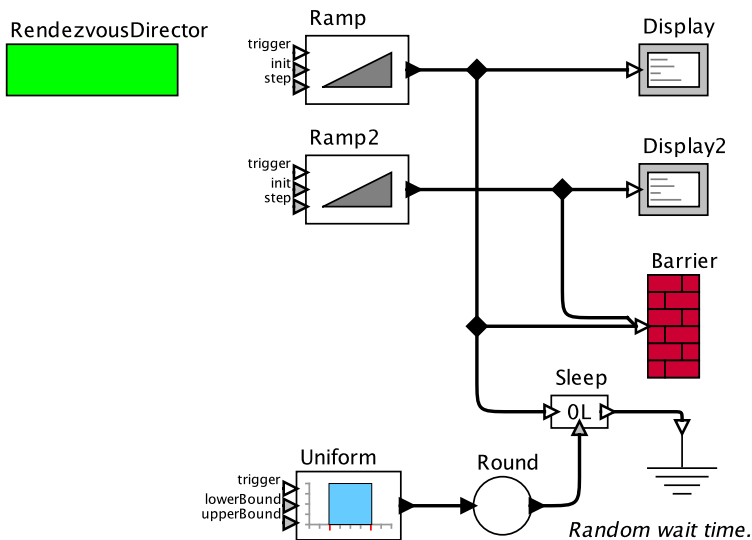 RendezvousDirector
Ramp
trigger
init
step
Display
Ramp2
trigger
init
step
Display2
Barrier
Sleep
0L
Uniform
trigger
lowerBound
upperBound
Round
Random wait time.